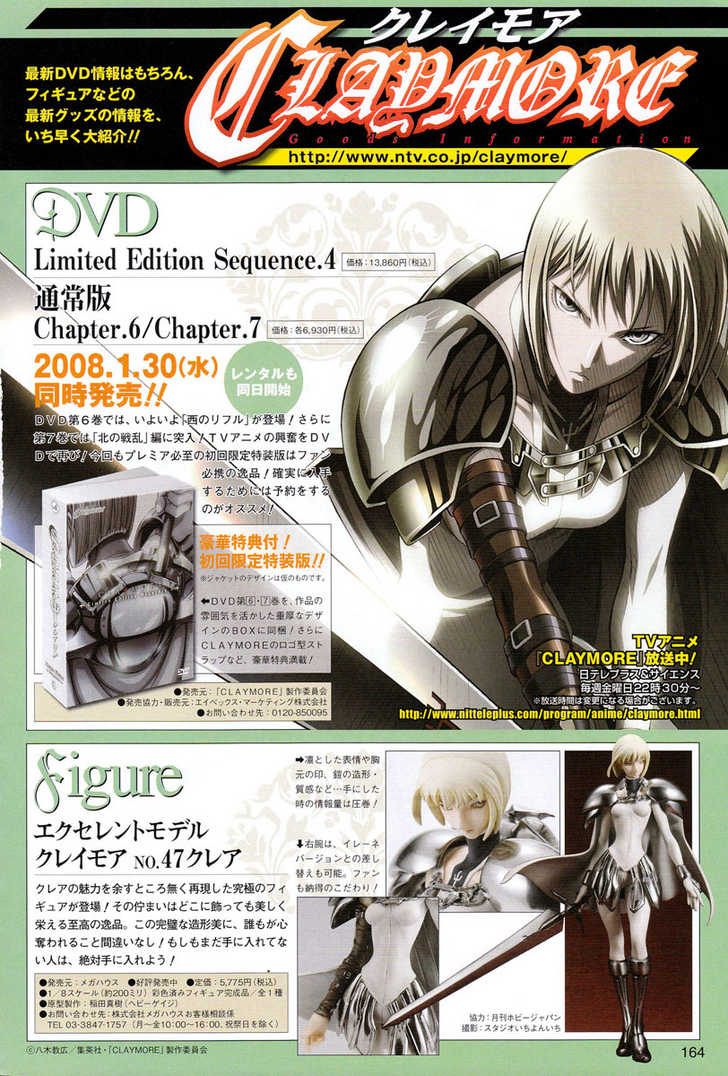 最新DVD情報はもちろん、
フィギュアなどの
最新グッズの情報を、
いち早く大紹介!!
クレイモア
CLAYMORE
Goods Information
http://www.ntv.co.jp/claymore/
DVD
Limited Edition Sequence.4 価格：13,860円（税込）
通常版
Chapter.6/Chapter.7 価格：各6,930円（税込）
2008.1.30(水)
同時発売!!
レンタルも
同日開始
DVD第6巻では、いよいよ「西のリフル」が登場！さらに
第7巻では「北の戦乱」編に突入！TVアニメの興奮をDV
Dで再び！今回もプレミア必至の初回限定特装版はファン
必携の逸品！確実に入手
するためには予約をする
のがオススメ！
豪華特典付！
初回限定特装版!!
※ジャケットのデザインは仮のものです。
⬅DVD第6・7巻を、作品の
雰囲気を活かした重厚なデザ
インのBOXに同梱！さらに
CLAYMOREのロゴ型スト
ラップなど、豪華特典満載！
●発売元：「CLAYMORE」製作委員会
●発売協力・販売元：エイベックス・マーケティング株式会社
●お問い合わせ先：0120-850095
TVアニメ
『CLAYMORE』放送中！
日テレプラス&サイエンス
毎週金曜日22時30分～
※放送時間は変更になる場合がございます。
http://www.nitteleplus.com/program/anime/claymore.html
Figure
エクセレントモデル
クレイモア NO.47クレア
クレアの魅力を余すところ無く再現した究極のフィ
ギュアが登場！その佇まいはどこに飾っても美しく
栄える至高の逸品。この完璧な造形美に、誰もが心
奪われること間違いなし！もしもまだ手に入れてな
い人は、絶対手に入れよう！
●発売元：メガハウス ●好評発売中 ●定価：5,775円（税込）
●1/8スケール（約200ミリ）彩色済みフィギュア完成品／全1種
●原型製作：稲田真樹（ヘビーゲイジ）
●お問い合わせ先：株式会社メガハウスお客様相談係
TEL 03-3847-1757（月～金10:00～16:00、祝祭日を除く）
➡凛とした表情や胸
元の印、鎧の造形・
質感など…手にした
時の情報量は圧巻！
⬇右腕は、イレーネ
バージョンとの差し
替えも可能。ファン
も納得のこだわり！
協力：月刊ホビージャパン
撮影：スタジオいちよんいち
©八木教広／集英社・「CLAYMORE」製作委員会
164